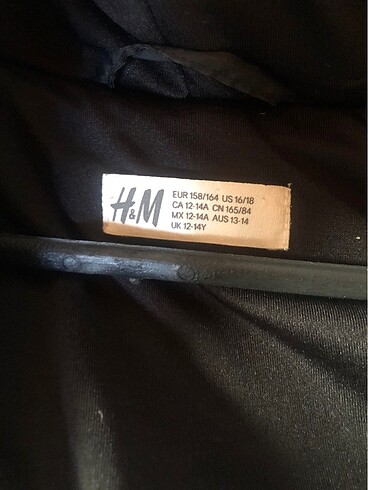 H&M
EUR 158/164 US 16/18
CA 12-14A CN 165/84
MX 12-14A AUS 13-14
UK 12-14Y